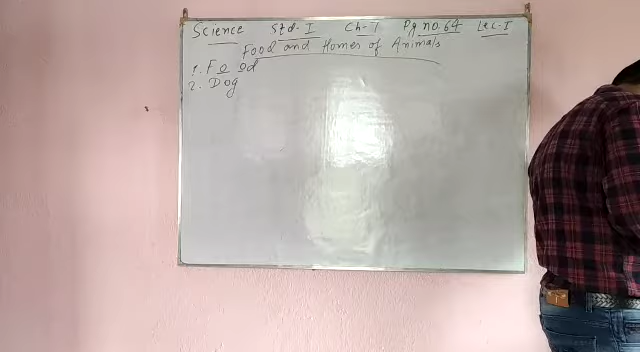 Science Std-I Ch-7 Pg no.64 Lec-I
Food and Homes of Animals
1. Food
2. Dog